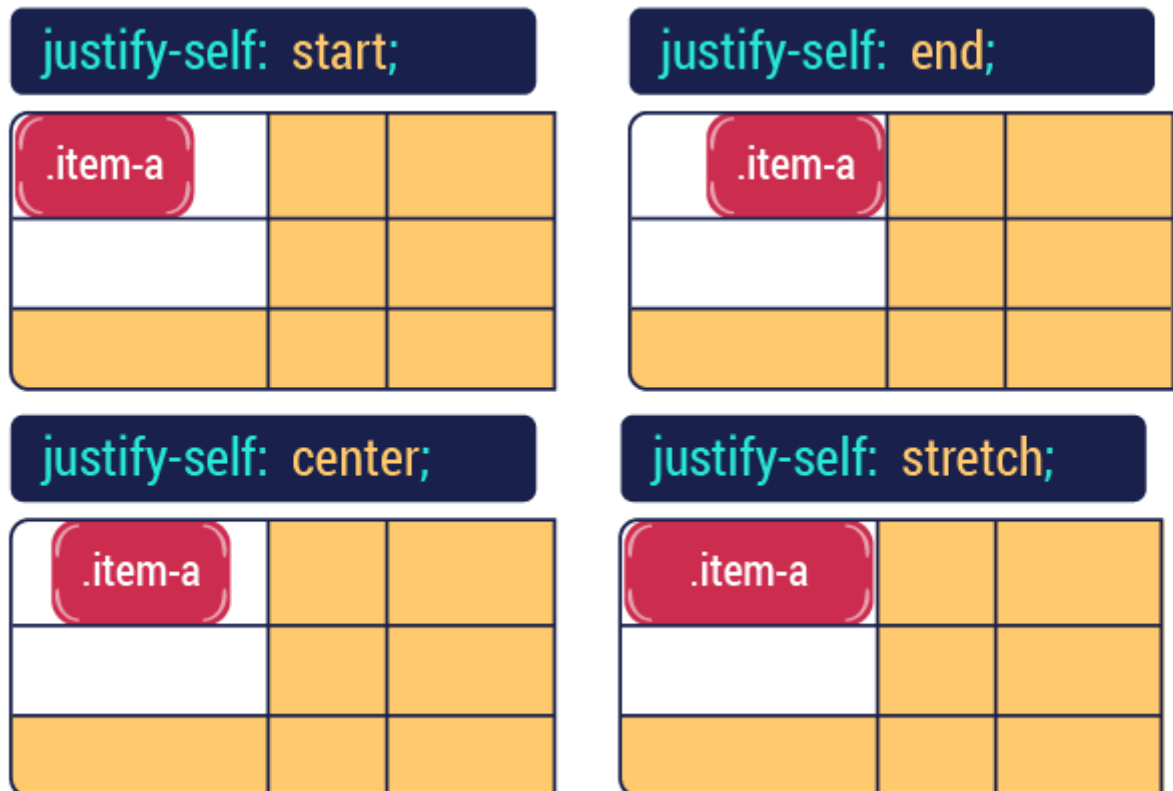 justify-self: start;
justify-self: end;
.item-a
.item-a
justify-self: center;
justify-self: stretch;
.item-a
.item-a